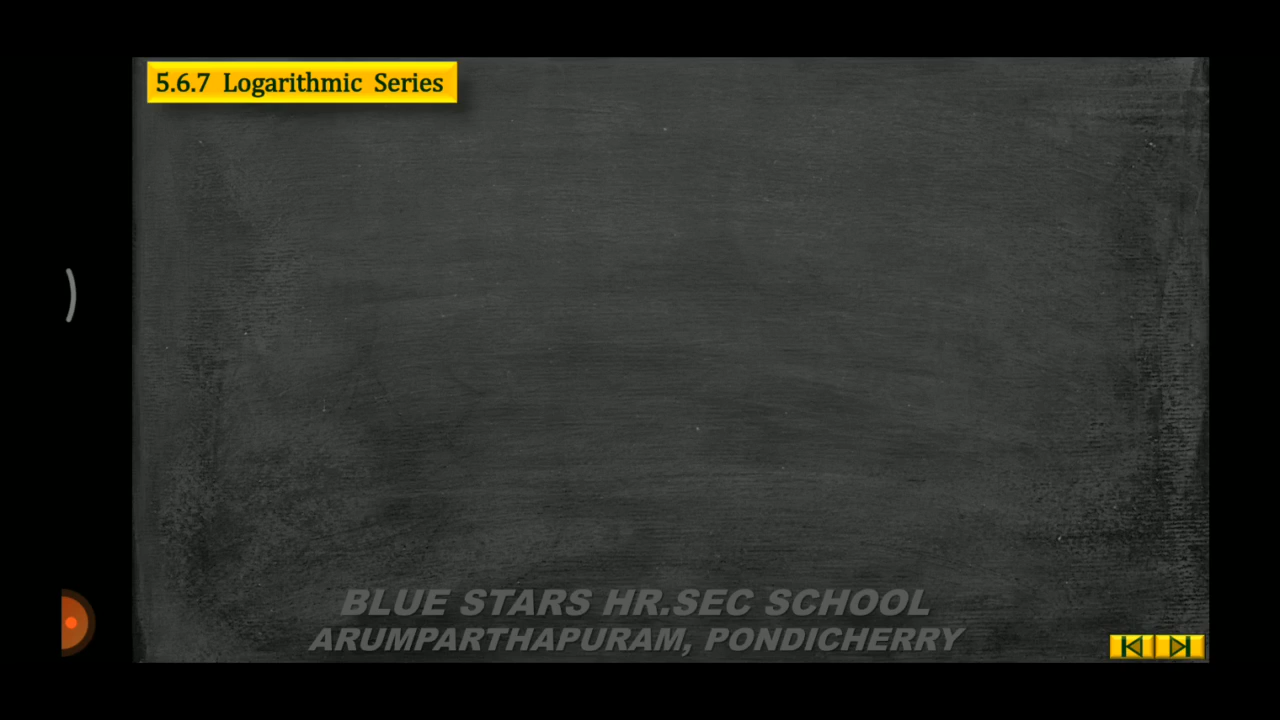 5.6.7 Logarithmic Series
BLUE STARS HR.SEC SCHOOL
ARUMPARTHAPURAM, PONDICHERRY